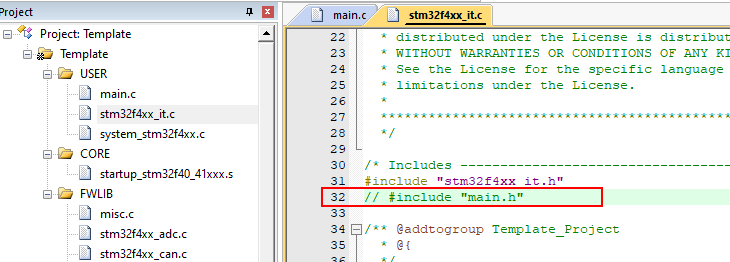 Project
Project: Template
Template
USER
main.c
stm32f4xx_it.c
system_stm32f4xx.c
CORE
startup_stm32f40_41xxx.s
FWLIB
misc.c
stm32f4xx_adc.c
stm32f4xx_can.c
main.c
stm32f4xx_it.c
22 * distributed under the License is distribut
23 * WITHOUT WARRANTIES OR CONDITIONS OF ANY KI
24 * See the License for the specific language
25 * limitations under the License.
26 *
27 *******************************************
28 */
29
30 /* Includes ------------------------------------
31 #include "stm32f4xx_it.h"
32 // #include "main.h"
33
34 /** @addtogroup Template_Project
35 * @{
36 */